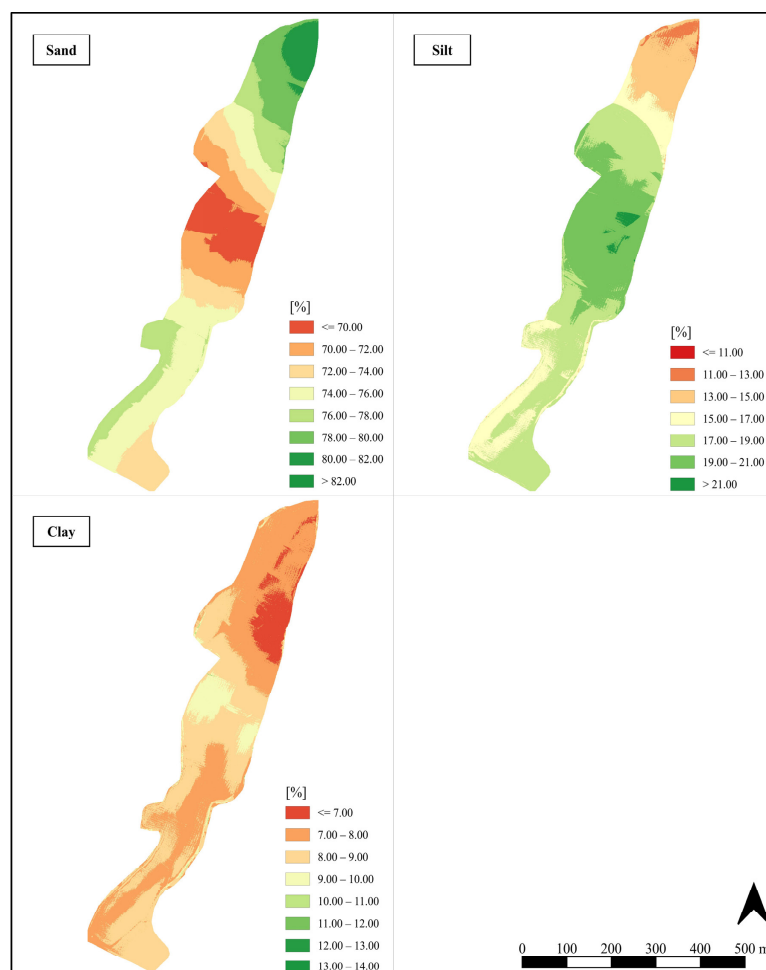 Sand
[%]
<= 70.00
70.00 – 72.00
72.00 – 74.00
74.00 – 76.00
76.00 – 78.00
78.00 – 80.00
80.00 – 82.00
> 82.00
Silt
[%]
<= 11.00
11.00 – 13.00
13.00 – 15.00
15.00 – 17.00
17.00 – 19.00
19.00 – 21.00
> 21.00
Clay
[%]
<= 7.00
7.00 – 8.00
8.00 – 9.00
9.00 – 10.00
10.00 – 11.00
11.00 – 12.00
12.00 – 13.00
13.00 – 14.00
0 100 200 300 400 500 m